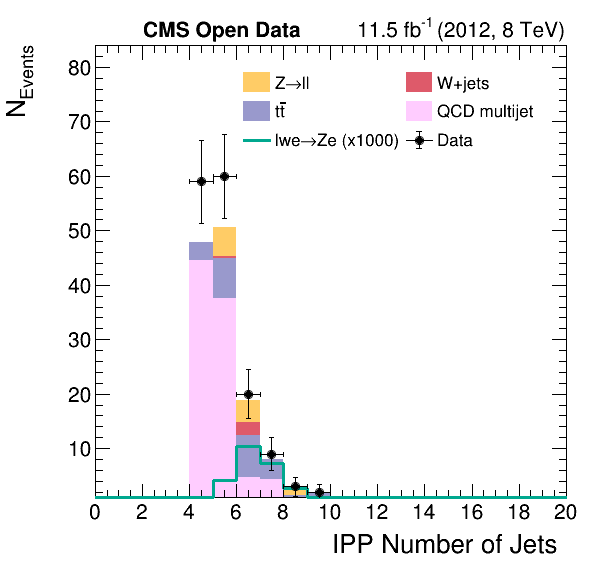 CMS Open Data 11.5 fb⁻¹ (2012, 8 TeV)
N_Events
80
70
60
50
40
30
20
10
Z→ll W+jets
tt̄ QCD multijet
lwe→Ze (x1000) Data
0 2 4 6 8 10 12 14 16 18 20
IPP Number of Jets